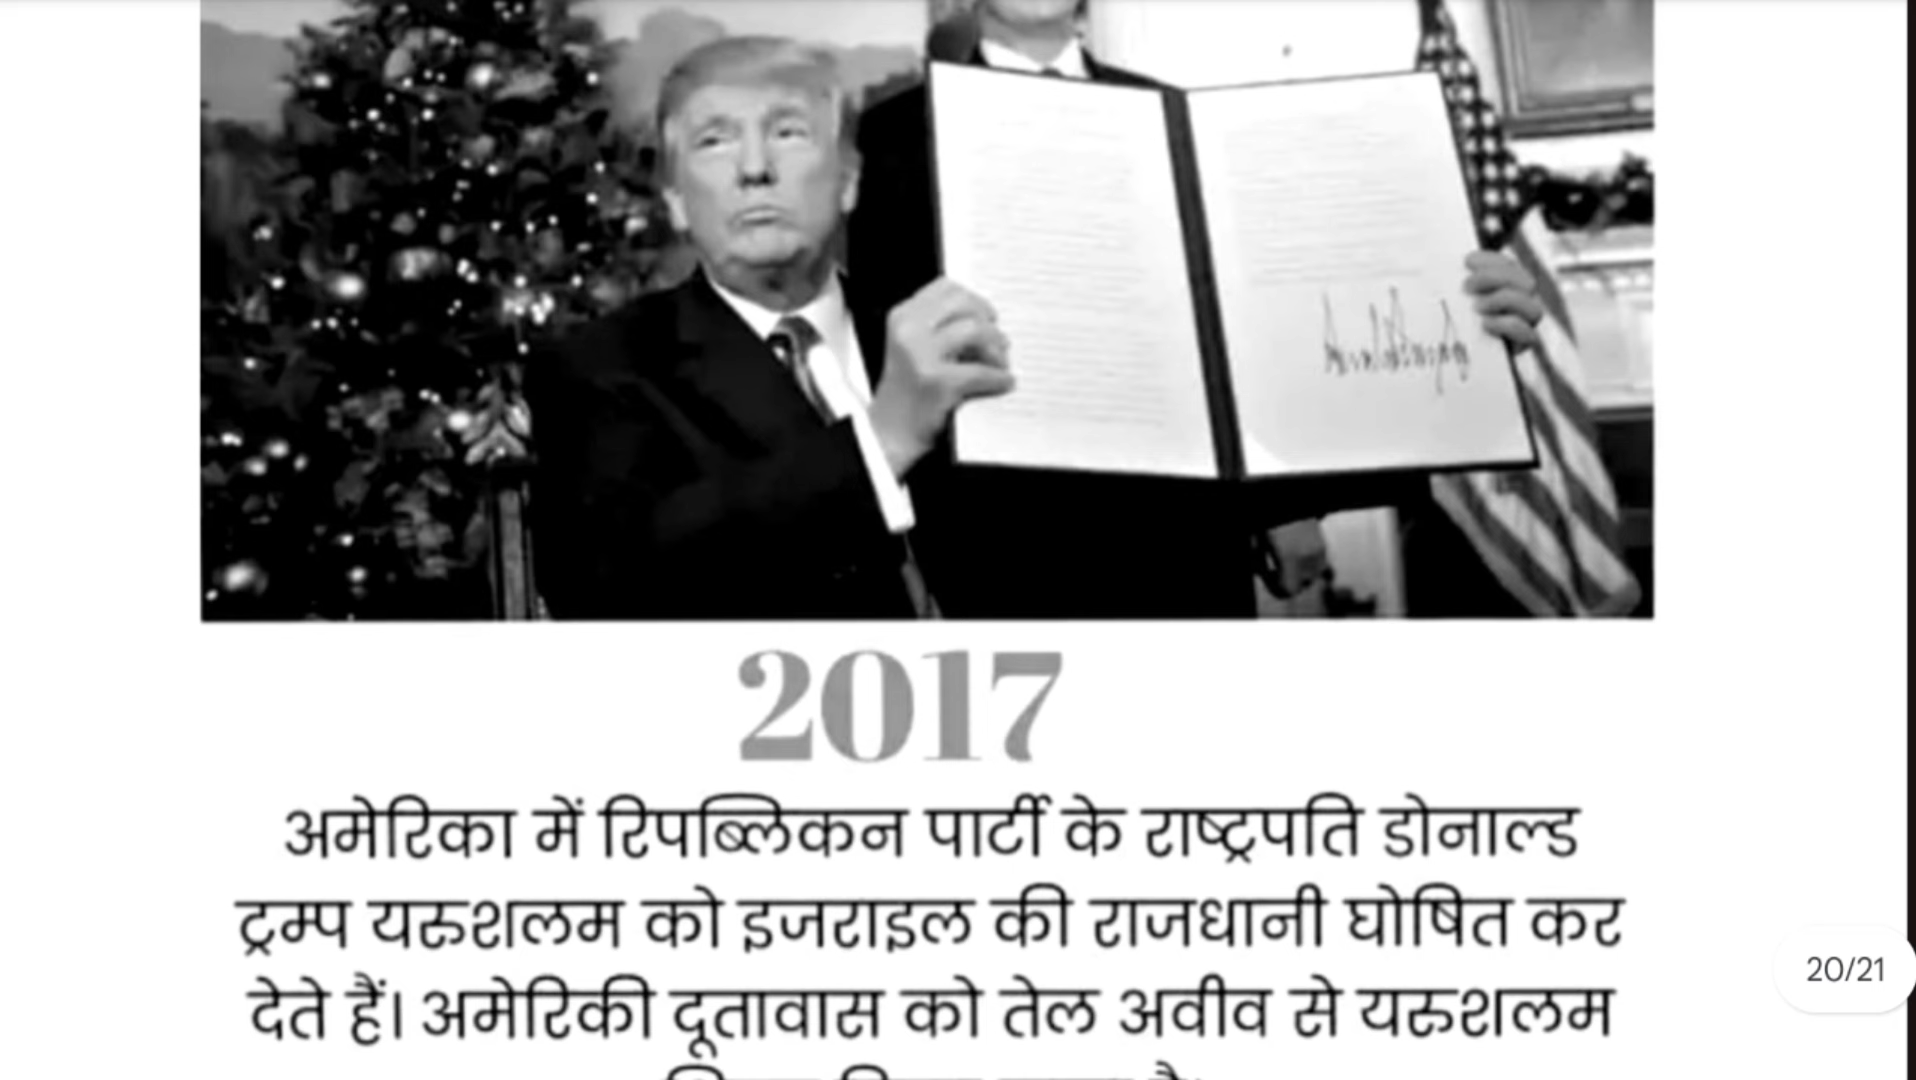 2017
अमेरिका में रिपब्लिकन पार्टी के राष्ट्रपति डोनाल्ड
ट्रम्प यरुशलम को इजराइल की राजधानी घोषित कर
देते हैं। अमेरिकी दूतावास को तेल अवीव से यरुशलम
20/21